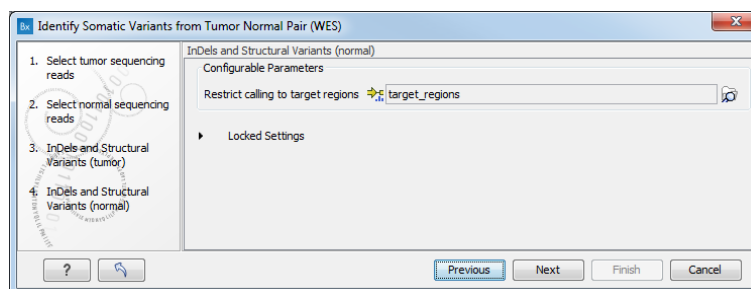 Bx Identify Somatic Variants from Tumor Normal Pair (WES)
x
1. Select tumor sequencing
reads
2. Select normal sequencing
reads
3. InDels and Structural
Variants (tumor)
4. InDels and Structural
Variants (normal)
InDels and Structural Variants (normal)
Configurable Parameters
Restrict calling to target regions target_regions
Locked Settings
? Previous Next Finish Cancel